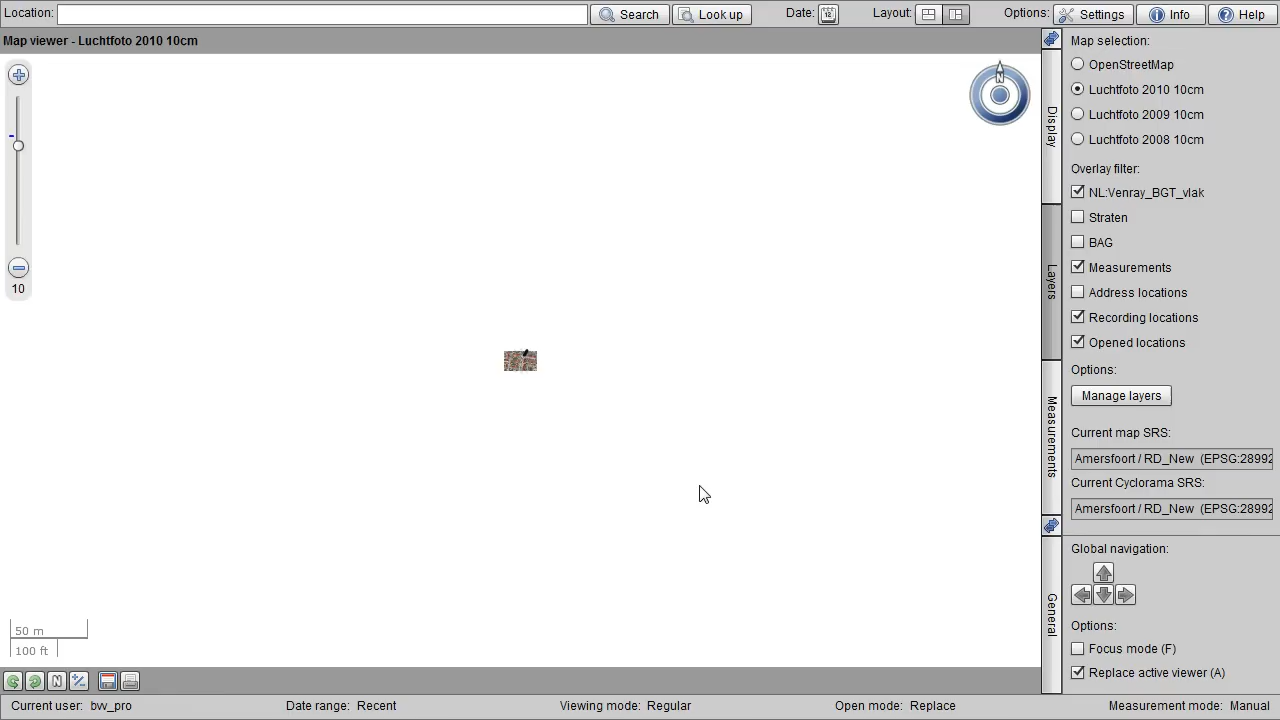 Location: Search Look up Date: 12 Layout: Options: Settings Info Help
Map viewer - Luchtfoto 2010 10cm
N
10
50 m
100 ft
Display
Layers
Measurements
General
Map selection:
OpenStreetMap
Luchtfoto 2010 10cm
Luchtfoto 2009 10cm
Luchtfoto 2008 10cm
Overlay filter:
NL:Venray_BGT_vlak
Straten
BAG
Measurements
Address locations
Recording locations
Opened locations
Options:
Manage layers
Current map SRS:
Amersfoort / RD_New (EPSG:28992
Current Cyclorama SRS:
Amersfoort / RD_New (EPSG:28992
Global navigation:
Options:
Focus mode (F)
Replace active viewer (A)
N
Current user: bw_pro Date range: Recent Viewing mode: Regular Open mode: Replace Measurement mode: Manual